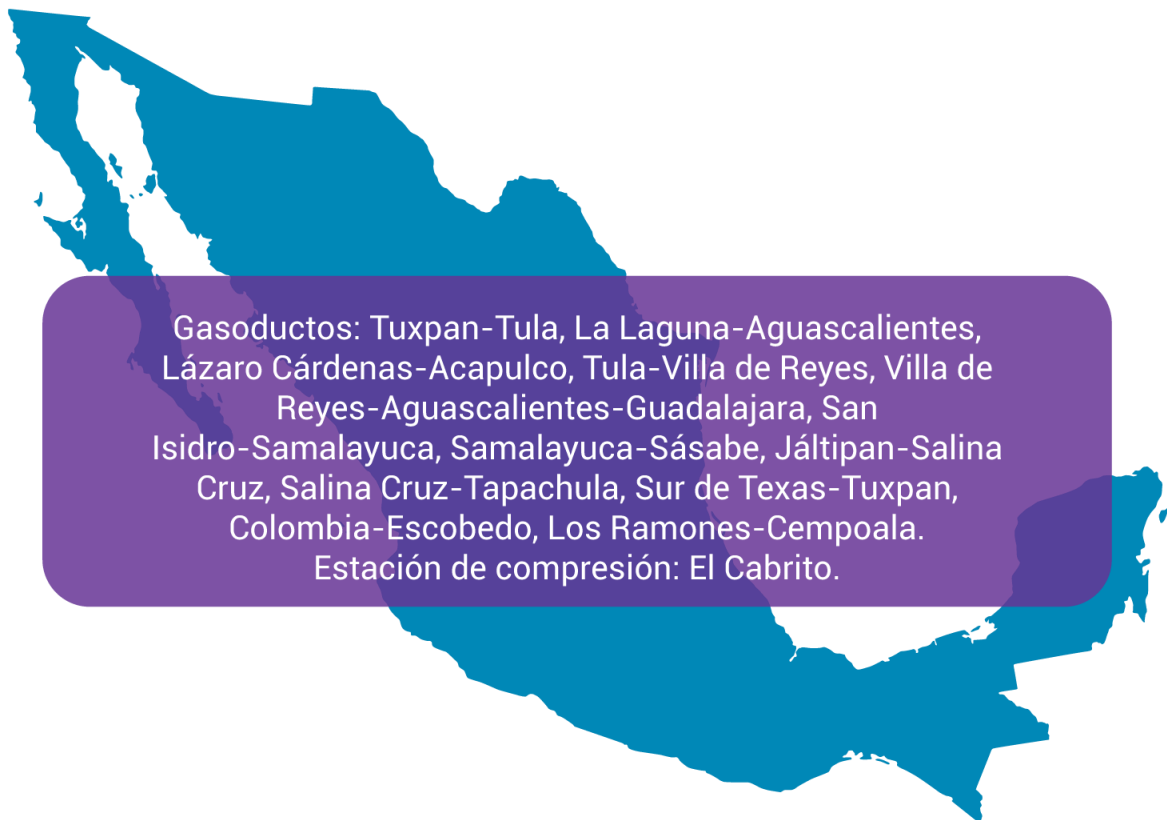 Gasoductos: Tuxpan-Tula, La Laguna-Aguascalientes,
Lázaro Cárdenas-Acapulco, Tula-Villa de Reyes, Villa de
Reyes-Aguascalientes-Guadalajara, San
Isidro-Samalayuca, Samalayuca-Sásabe, Jáltipan-Salina
Cruz, Salina Cruz-Tapachula, Sur de Texas-Tuxpan,
Colombia-Escobedo, Los Ramones-Cempoala.
Estación de compresión: El Cabrito.